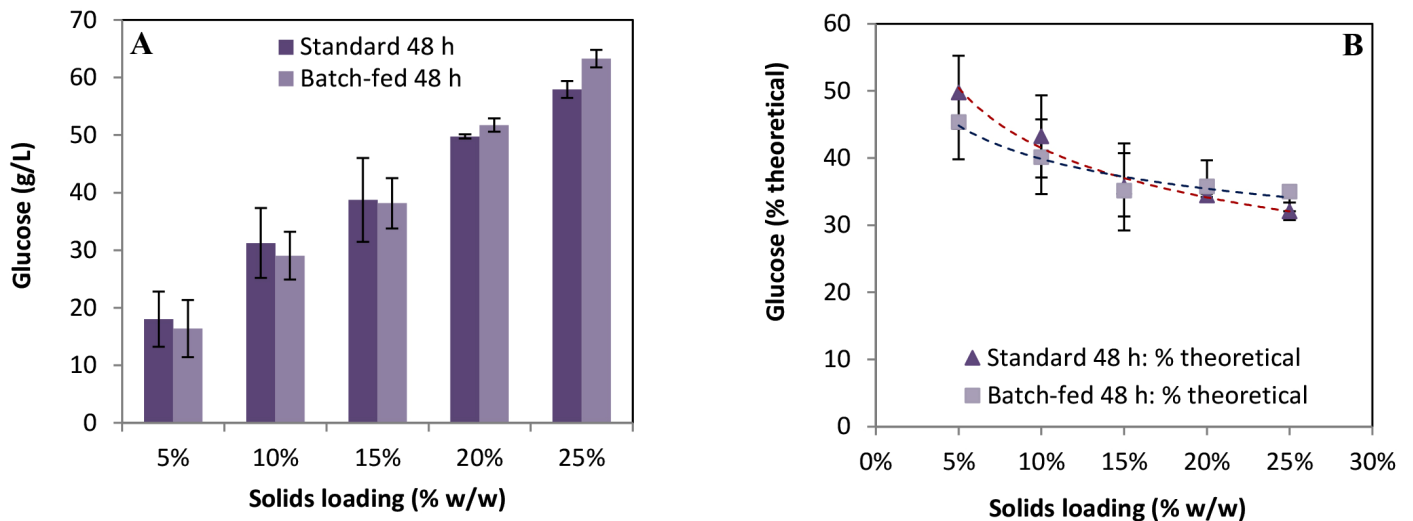 A
Standard 48 h
Batch-fed 48 h
Glucose (g/L)
70
60
50
40
30
20
10
0
5% 10% 15% 20% 25%
Solids loading (% w/w)
B
Glucose (% theoretical)
60
50
40
30
20
10
0
Standard 48 h: % theoretical
Batch-fed 48 h: % theoretical
0% 5% 10% 15% 20% 25% 30%
Solids loading (% w/w)